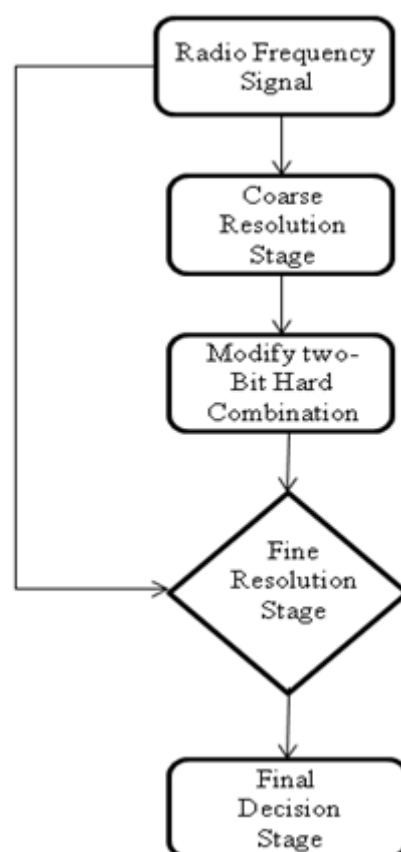 Radio Frequency
Signal
Coarse
Resolution
Stage
Modify two-
Bit Hard
Combination
Fine
Resolution
Stage
Final
Decision
Stage